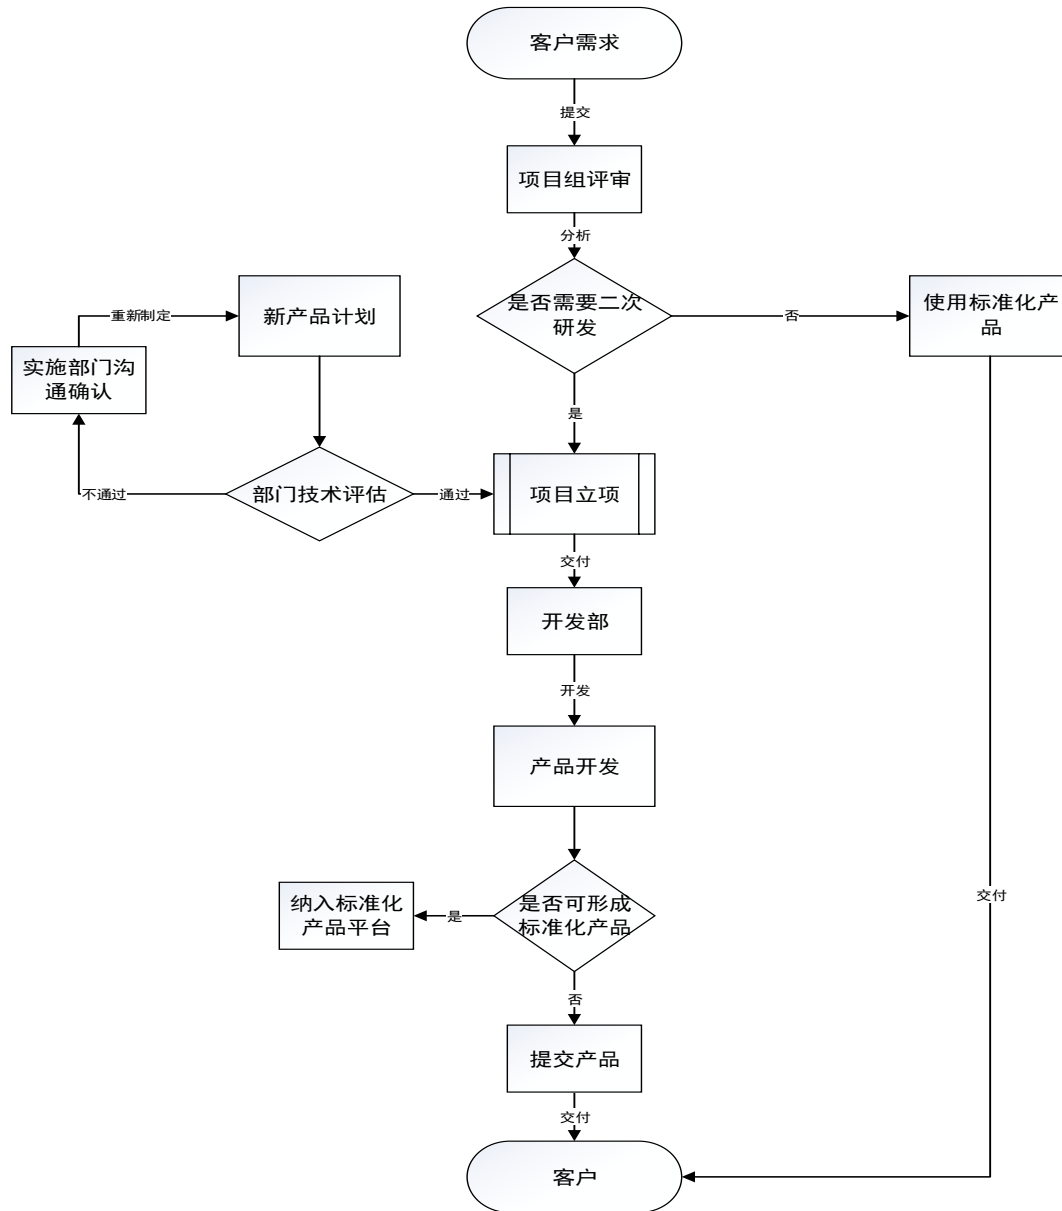 客户需求
提交
项目组评审
分析
是否需要二次
研发
否
使用标准化产
品
新产品计划
重新制定
实施部门沟
通确认
是
不通过
部门技术评估
通过
项目立项
交付
开发部
开发
产品开发
是否可形成
标准化产品
是
纳入标准化
产品平台
交付
否
提交产品
交付
客户